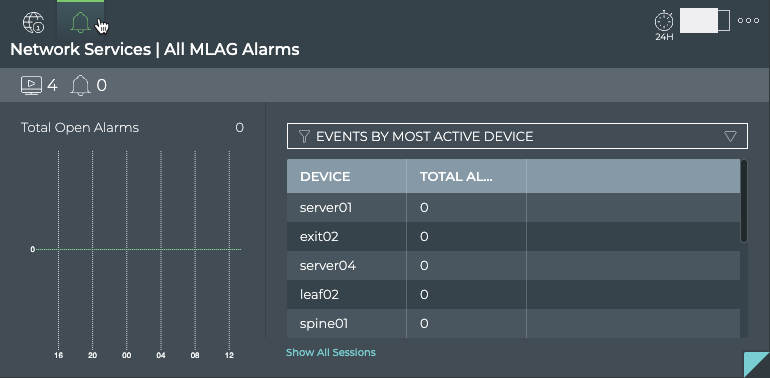 1
24H
Network Services | All MLAG Alarms
4 0
Total Open Alarms 0
EVENTS BY MOST ACTIVE DEVICE
DEVICE TOTAL AL...
server01 0
exit02 0
server04 0
leaf02 0
spine01 0
0
16 20 00 04 08 12
Show All Sessions